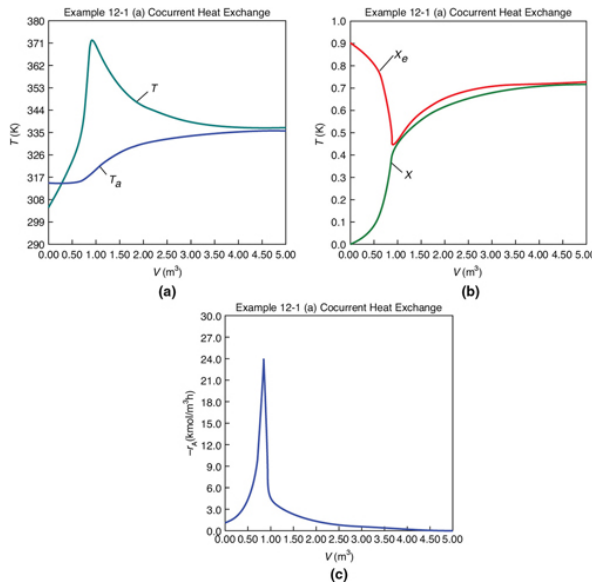 Example 12-1 (a) Cocurrent Heat Exchange
371
362
353
344
335
326
317
308
299
290
T (K)
T
Ta
0.00 0.50 1.00 1.50 2.00 2.50 3.00 3.50 4.00 4.50 5.00
V (m³)
(a)
Example 12-1 (a) Cocurrent Heat Exchange
1.0
0.9
0.8
0.7
0.6
0.5
0.4
0.3
0.2
0.1
0.0
T (K)
Xe
X
0.00 0.50 1.00 1.50 2.00 2.50 3.00 3.50 4.00 4.50 5.00
V (m³)
(b)
Example 12-1 (a) Cocurrent Heat Exchange
30.0
27.0
24.0
21.0
18.0
15.0
12.0
9.0
6.0
3.0
0.0
–rA(kmol/m³h)
0.00 0.50 1.00 1.50 2.00 2.50 3.00 3.50 4.00 4.50 5.00
V (m³)
(c)